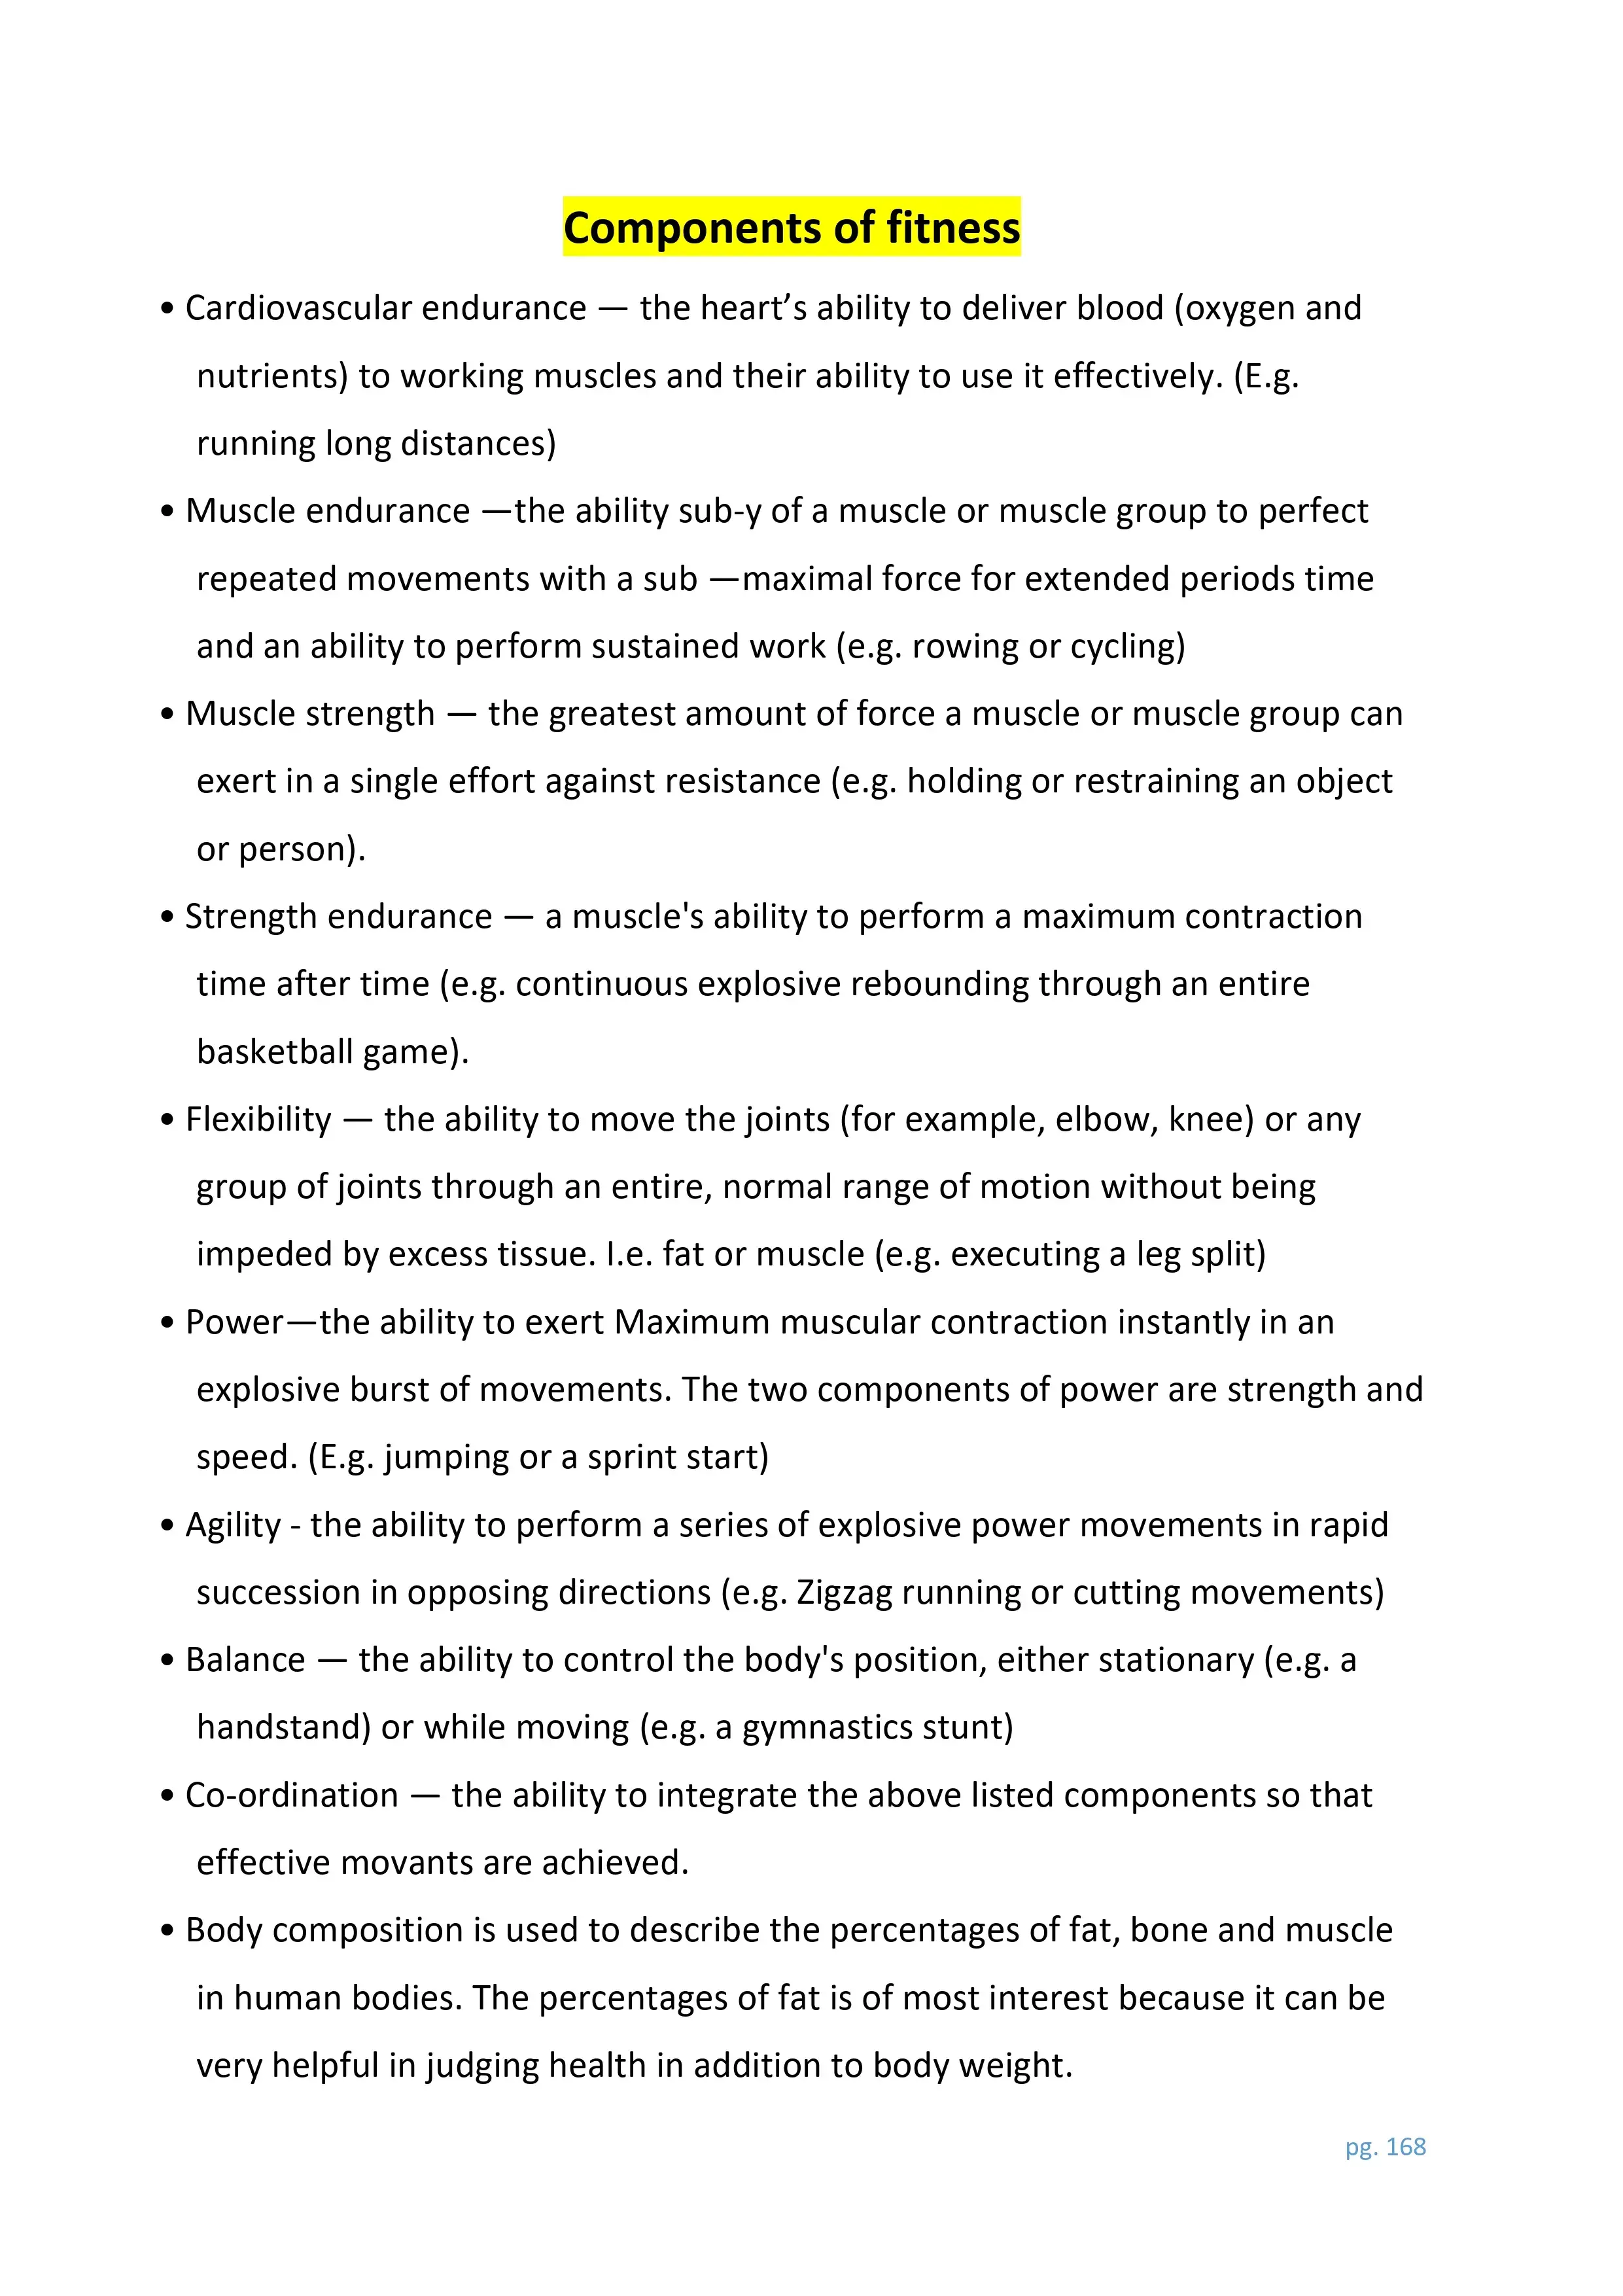 Components of fitness
• Cardiovascular endurance — the heart’s ability to deliver blood (oxygen and
nutrients) to working muscles and their ability to use it effectively. (E.g.
running long distances)
• Muscle endurance —the ability sub-y of a muscle or muscle group to perfect
repeated movements with a sub —maximal force for extended periods time
and an ability to perform sustained work (e.g. rowing or cycling)
• Muscle strength — the greatest amount of force a muscle or muscle group can
exert in a single effort against resistance (e.g. holding or restraining an object
or person).
• Strength endurance — a muscle's ability to perform a maximum contraction
time after time (e.g. continuous explosive rebounding through an entire
basketball game).
• Flexibility — the ability to move the joints (for example, elbow, knee) or any
group of joints through an entire, normal range of motion without being
impeded by excess tissue. I.e. fat or muscle (e.g. executing a leg split)
• Power—the ability to exert Maximum muscular contraction instantly in an
explosive burst of movements. The two components of power are strength and
speed. (E.g. jumping or a sprint start)
• Agility - the ability to perform a series of explosive power movements in rapid
succession in opposing directions (e.g. Zigzag running or cutting movements)
• Balance — the ability to control the body's position, either stationary (e.g. a
handstand) or while moving (e.g. a gymnastics stunt)
• Co-ordination — the ability to integrate the above listed components so that
effective movants are achieved.
• Body composition is used to describe the percentages of fat, bone and muscle
in human bodies. The percentages of fat is of most interest because it can be
very helpful in judging health in addition to body weight.
pg. 168